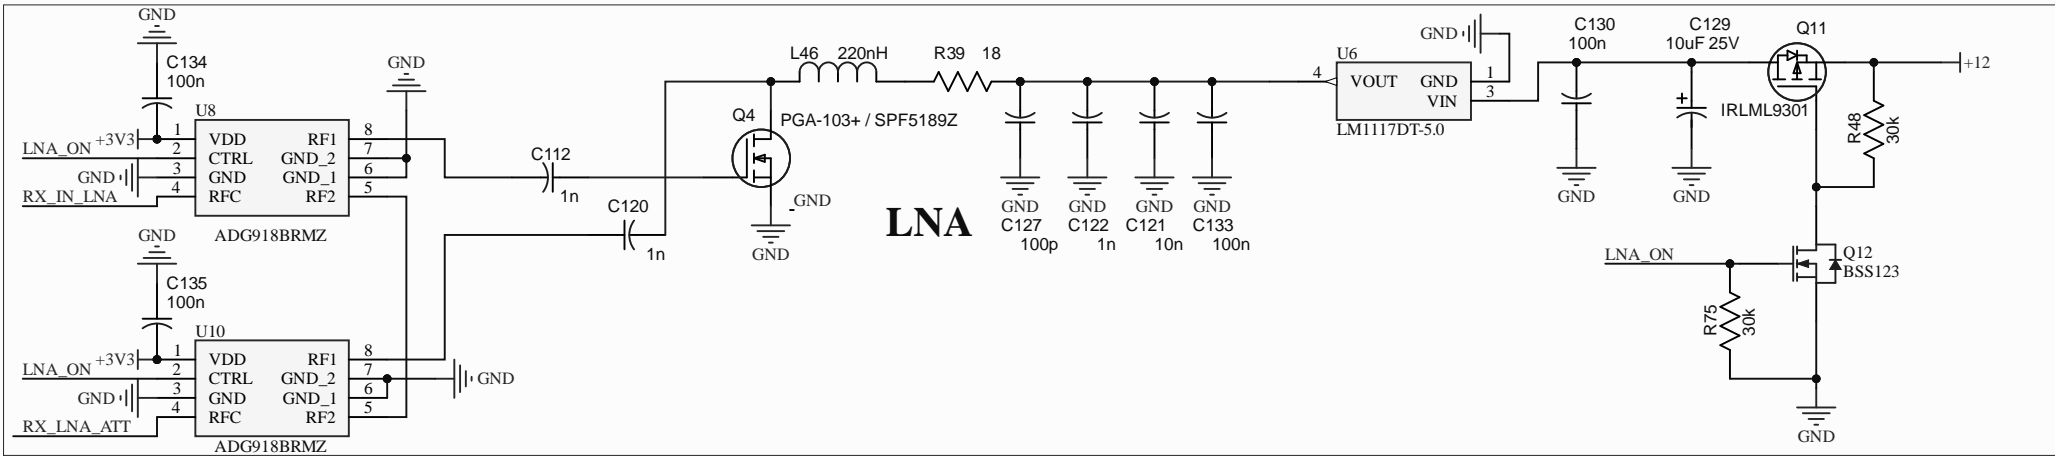 GND
C134
100n
U8
+3V3
1
VDD
RF1
8
LNA_ON
2
CTRL
GND_2
7
GND
3
GND
GND_1
6
RX_IN_LNA
4
RFC
RF2
5
ADG918BRMZ
GND
GND
C135
100n
U10
+3V3
1
VDD
RF1
8
LNA_ON
2
CTRL
GND_2
7
GND
3
GND
GND_1
6
RX_LNA_ATT
4
RFC
RF2
5
ADG918BRMZ
GND
C112
1n
C120
1n
Q4
PGA-103+ / SPF5189Z
GND
GND
L46 220nH
R39 18
LNA
GND
C127
100p
GND
C122
1n
GND
C121
10n
GND
C133
100n
U6
4
VOUT
GND
1
VIN
3
LM1117DT-5.0
GND
C130
100n
GND
C129
10uF 25V
+
GND
Q11
IRLML9301
+12
R48
30k
LNA_ON
Q12
BSS123
R75
30k
GND